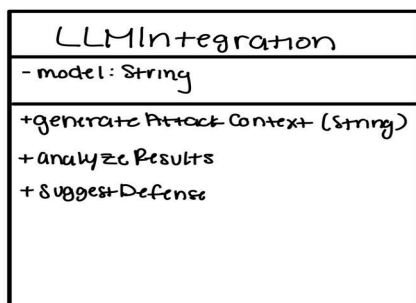 LLMIntegration
- model: String
+generateAttackContext (String)
+analyzeResults
+SuggestDefense